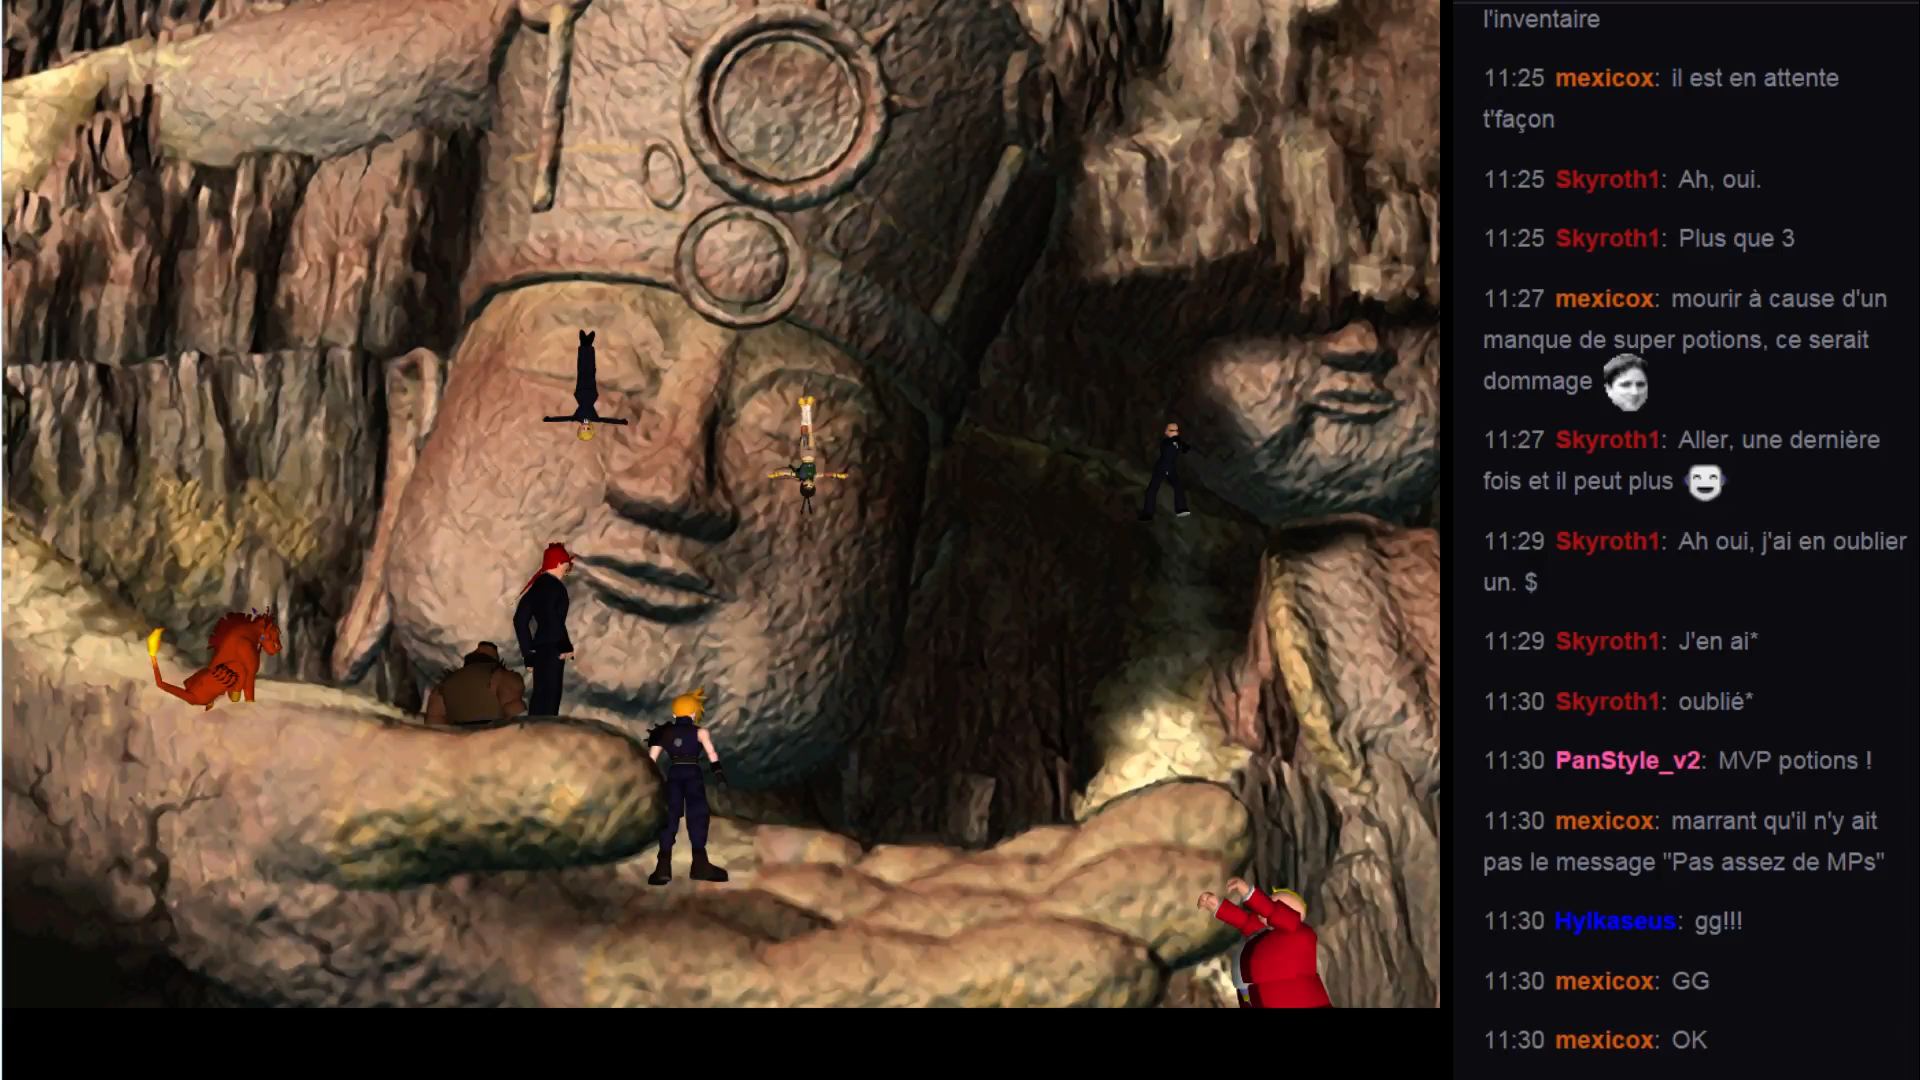 l'inventaire
11:25 mexicox: il est en attente
t'façon
11:25 Skyroth1: Ah, oui.
11:25 Skyroth1: Plus que 3
11:27 mexicox: mourir à cause d'un
manque de super potions, ce serait
dommage
11:27 Skyroth1: Aller, une dernière
fois et il peut plus
11:29 Skyroth1: Ah oui, j'ai en oublier
un. $
11:29 Skyroth1: J'en ai*
11:30 Skyroth1: oublié*
11:30 PanStyle_v2: MVP potions !
11:30 mexicox: marrant qu'il n'y ait
pas le message "Pas assez de MPs"
11:30 Hylkaseus: gg!!!
11:30 mexicox: GG
11:30 mexicox: OK